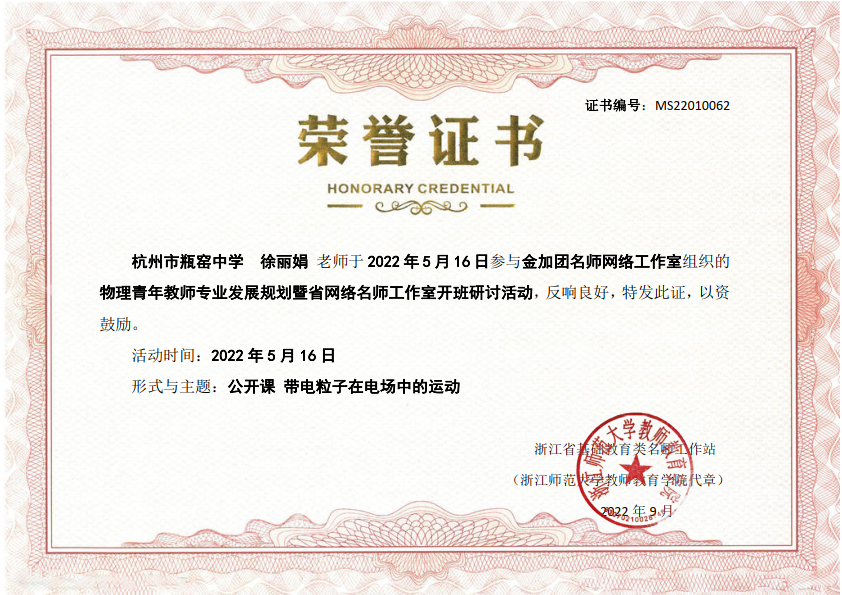 证书编号：MS22010062
荣誉证书
HONORARY CREDENTIAL
杭州市瓶窑中学 徐丽娟 老师于 2022 年 5 月 16 日参与金加团名师网络工作室组织的
物理青年教师专业发展规划暨省网络名师工作室开班研讨活动，反响良好，特发此证，以资
鼓励。
活动时间：2022 年 5 月 16 日
形式与主题：公开课 带电粒子在电场中的运动
浙江省基础教育类名师工作站
（浙江师范大学教师教育学院代章）
2022 年 9 月
浙江师范大学教师教育学院